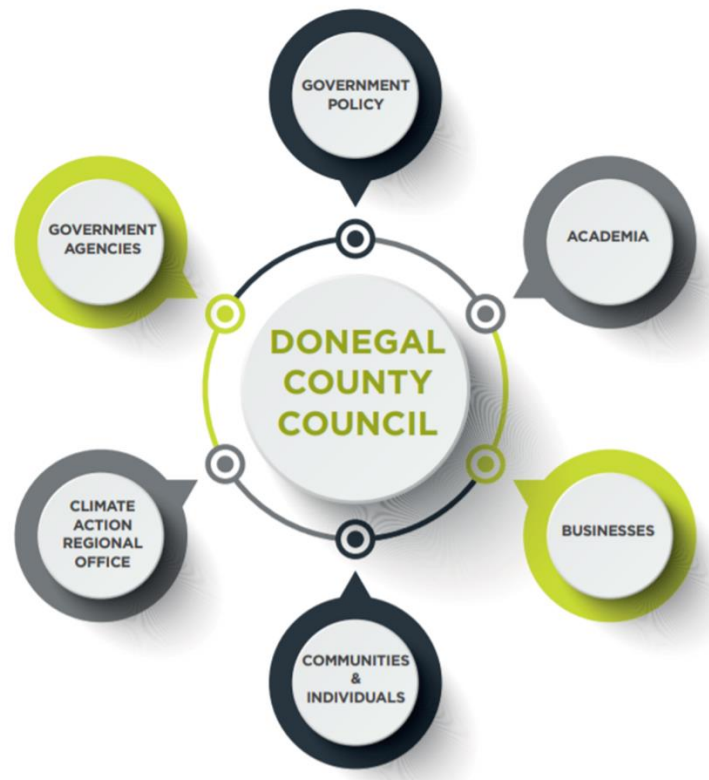 GOVERNMENT
POLICY
GOVERNMENT
AGENCIES
ACADEMIA
DONEGAL
COUNTY
COUNCIL
CLIMATE
ACTION
REGIONAL
OFFICE
BUSINESSES
COMMUNITIES
&
INDIVIDUALS